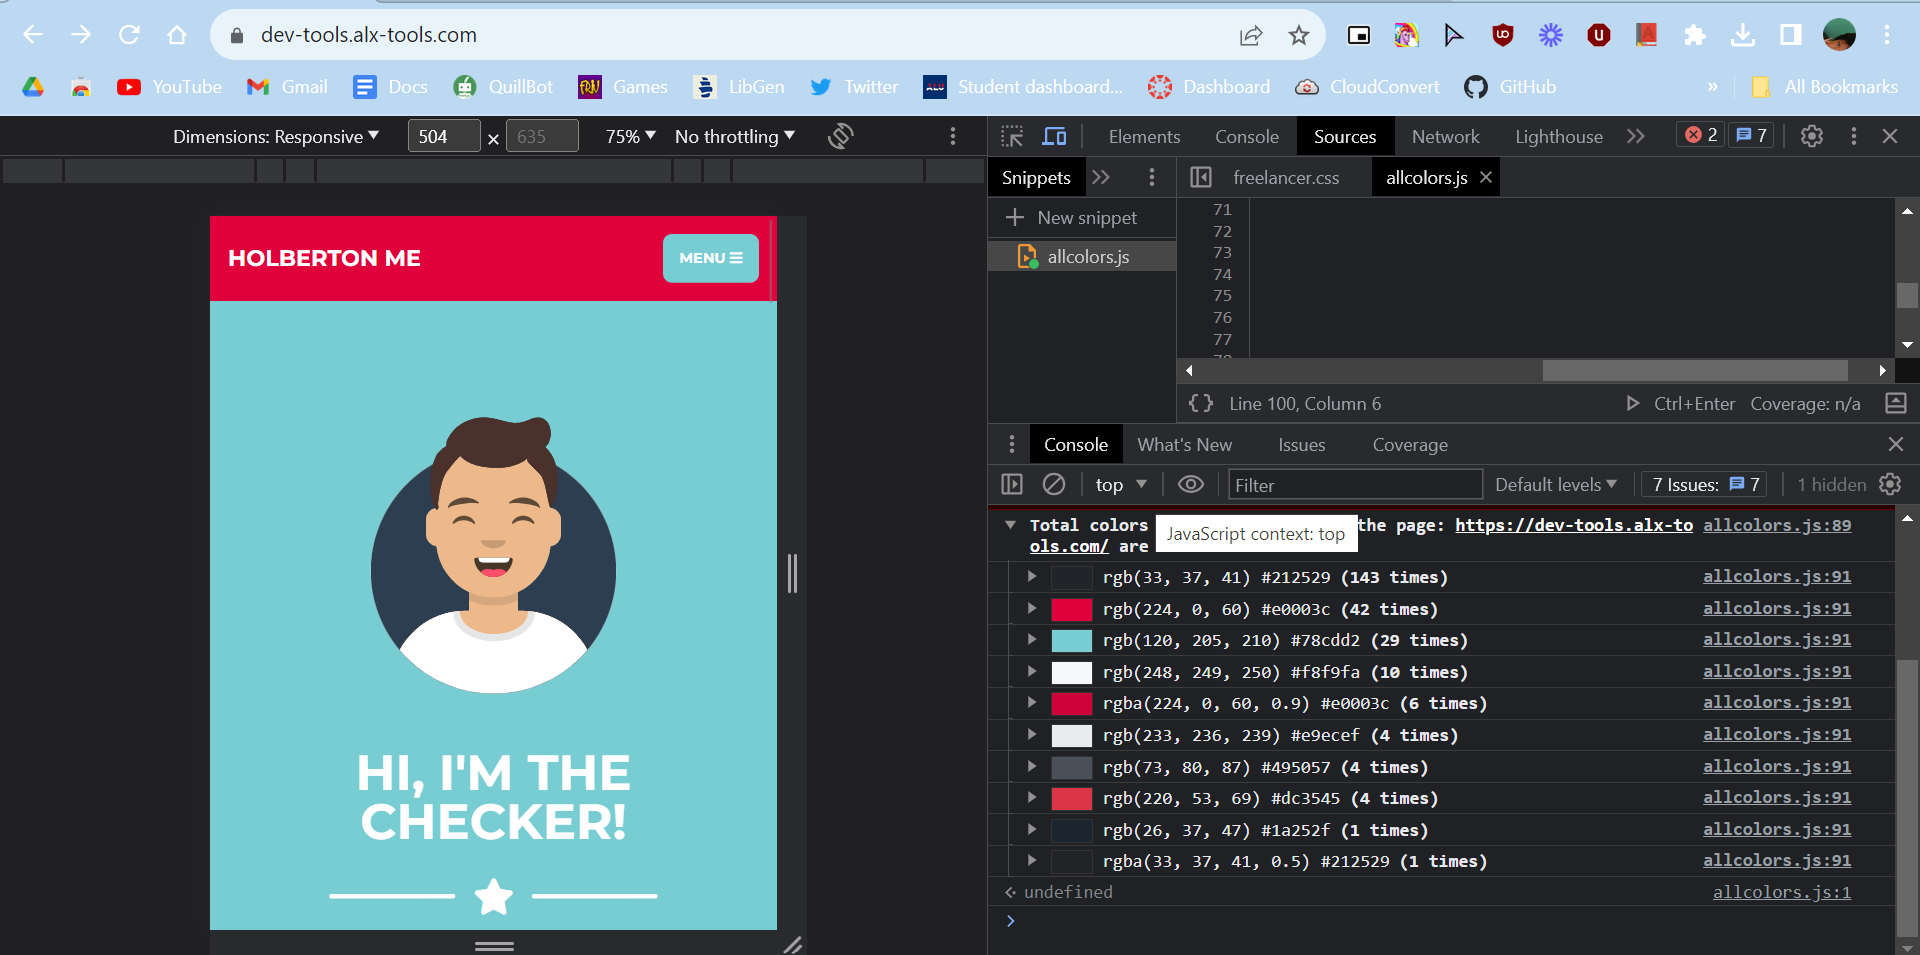 dev-tools.alx-tools.com
YouTube Gmail Docs QuillBot FRN Games LibGen Twitter ALU Student dashboard... Dashboard CloudConvert GitHub » All Bookmarks
Dimensions: Responsive 504 × 635 75% No throttling
Elements Console Sources Network Lighthouse 2 7
Snippets freelancer.css allcolors.js
New snippet
allcolors.js
71
72
73
74
75
76
77
{} Line 100, Column 6 Ctrl+Enter Coverage: n/a
HOLBERTON ME
MENU
HI, I'M THE
CHECKER!
Console What's New Issues Coverage
top Filter Default levels 7 Issues: 7 1 hidden
Total colors the page: https://dev-tools.alx-to allcolors.js:89
ols.com/ are
JavaScript context: top
rgb(33, 37, 41) #212529 (143 times) allcolors.js:91
rgb(224, 0, 60) #e0003c (42 times) allcolors.js:91
rgb(120, 205, 210) #78cdd2 (29 times) allcolors.js:91
rgb(248, 249, 250) #f8f9fa (10 times) allcolors.js:91
rgba(224, 0, 60, 0.9) #e0003c (6 times) allcolors.js:91
rgb(233, 236, 239) #e9ecef (4 times) allcolors.js:91
rgb(73, 80, 87) #495057 (4 times) allcolors.js:91
rgb(220, 53, 69) #dc3545 (4 times) allcolors.js:91
rgb(26, 37, 47) #1a252f (1 times) allcolors.js:91
rgba(33, 37, 41, 0.5) #212529 (1 times) allcolors.js:91
undefined allcolors.js:1